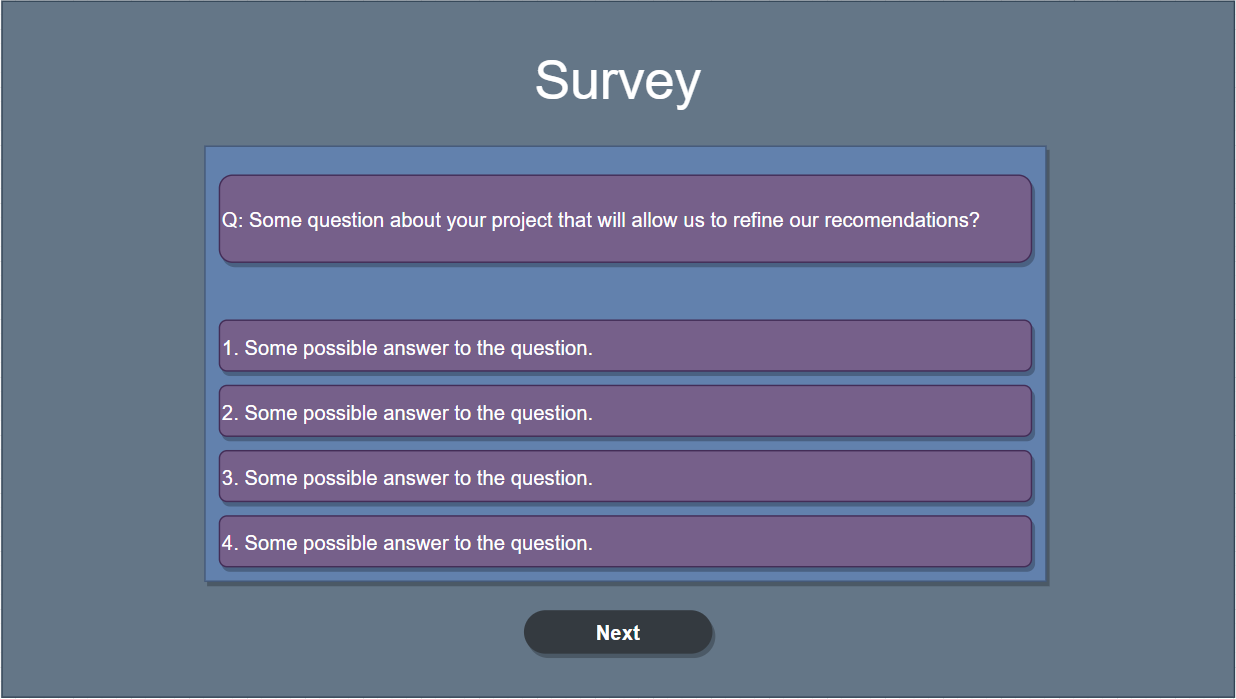 Survey
Q: Some question about your project that will allow us to refine our recomendations?
1. Some possible answer to the question.
2. Some possible answer to the question.
3. Some possible answer to the question.
4. Some possible answer to the question.
Next